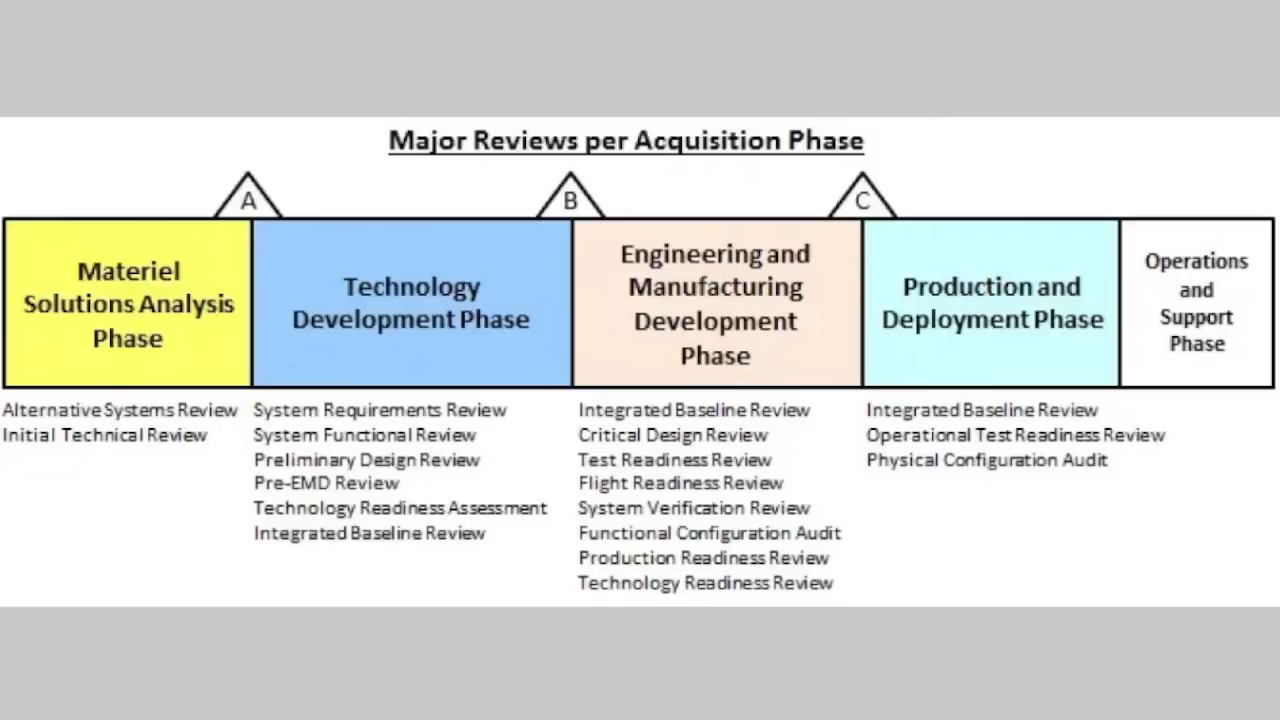 Major Reviews per Acquisition Phase
A
B
C
Materiel
Solutions Analysis
Phase
Technology
Development Phase
Engineering and
Manufacturing
Development
Phase
Production and
Deployment Phase
Operations
and
Support
Phase
Alternative Systems Review
Initial Technical Review
System Requirements Review
System Functional Review
Preliminary Design Review
Pre-EMD Review
Technology Readiness Assessment
Integrated Baseline Review
Integrated Baseline Review
Critical Design Review
Test Readiness Review
Flight Readiness Review
System Verification Review
Functional Configuration Audit
Production Readiness Review
Technology Readiness Review
Integrated Baseline Review
Operational Test Readiness Review
Physical Configuration Audit